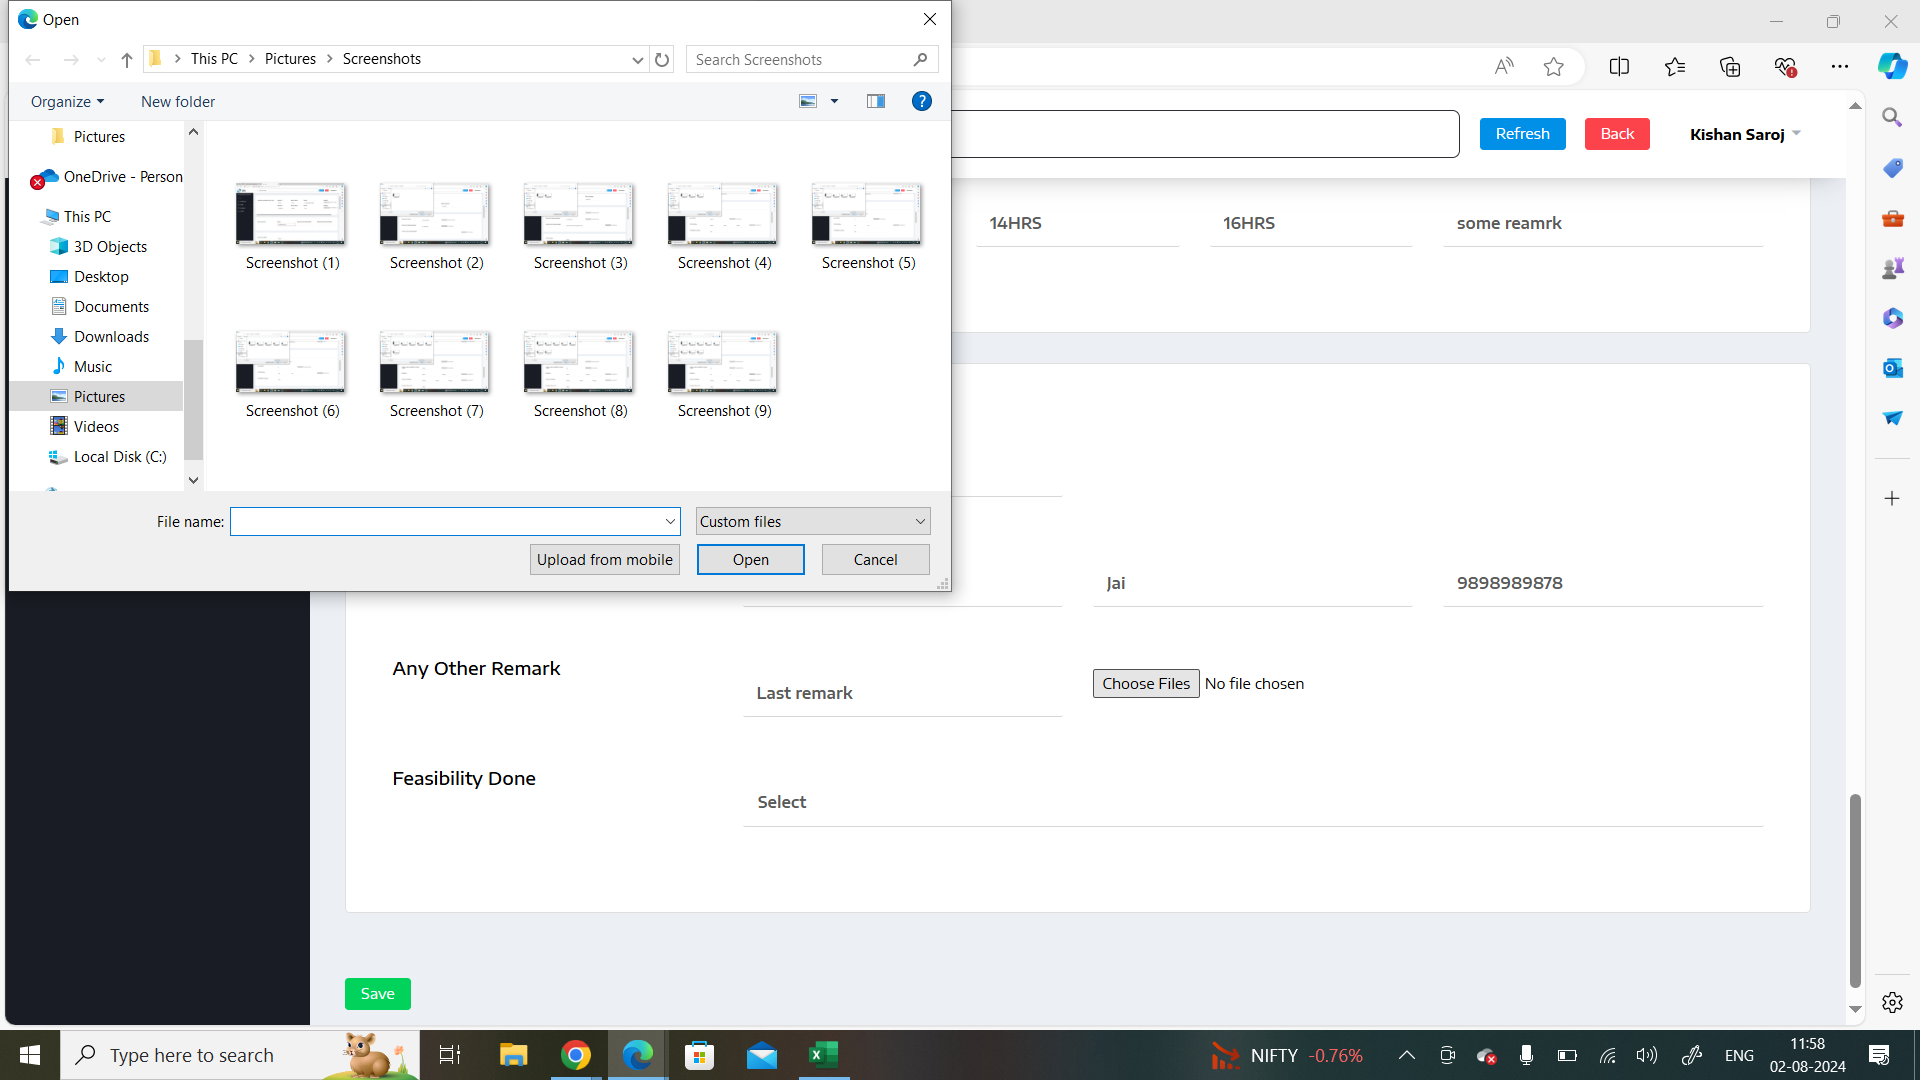 Open
This PC
Pictures
Screenshots
Search Screenshots
Organize
New folder
Pictures
OneDrive - Person
This PC
3D Objects
Desktop
Documents
Downloads
Music
Pictures
Videos
Local Disk (C:)
Screenshot (1)
Screenshot (2)
Screenshot (3)
Screenshot (4)
Screenshot (5)
Screenshot (6)
Screenshot (7)
Screenshot (8)
Screenshot (9)
File name:
Custom files
Upload from mobile
Open
Cancel
Refresh
Back
Kishan Saroj
14HRS
16HRS
some reamrk
Jai
9898989878
Any Other Remark
Last remark
Choose Files No file chosen
Feasibility Done
Select
Save
Type here to search
NIFTY -0.76%
ENG
11:58
02-08-2024